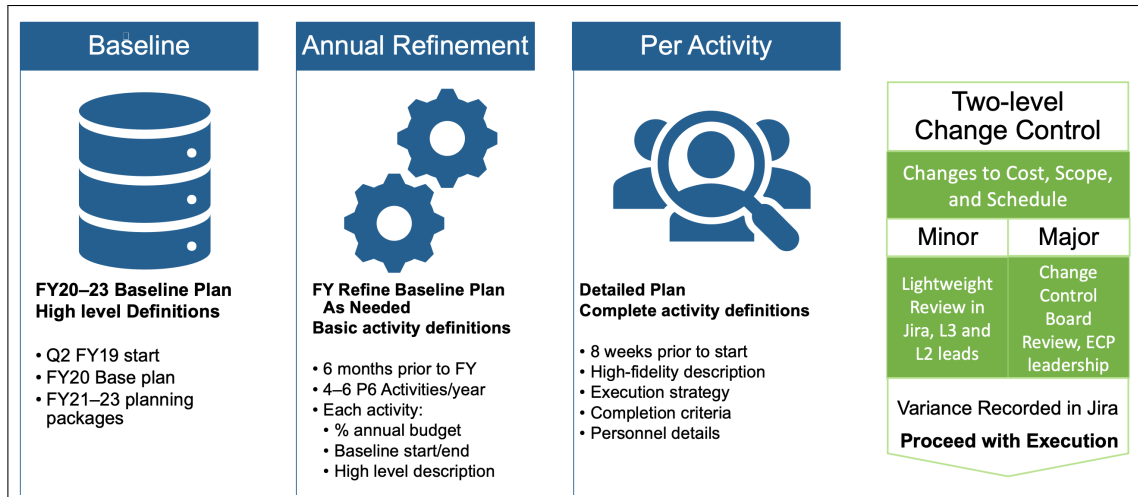 Baseline
FY20–23 Baseline Plan
High level Definitions
• Q2 FY19 start
• FY20 Base plan
• FY21–23 planning
packages
Annual Refinement
FY Refine Baseline Plan
As Needed
Basic activity definitions
• 6 months prior to FY
• 4–6 P6 Activities/year
• Each activity:
• % annual budget
• Baseline start/end
• High level description
Per Activity
Detailed Plan
Complete activity definitions
• 8 weeks prior to start
• High-fidelity description
• Execution strategy
• Completion criteria
• Personnel details
Two-level
Change Control
Changes to Cost, Scope,
and Schedule
Minor
Lightweight
Review in
Jira, L3 and
L2 leads
Major
Change
Control
Board
Review, ECP
leadership
Variance Recorded in Jira
Proceed with Execution